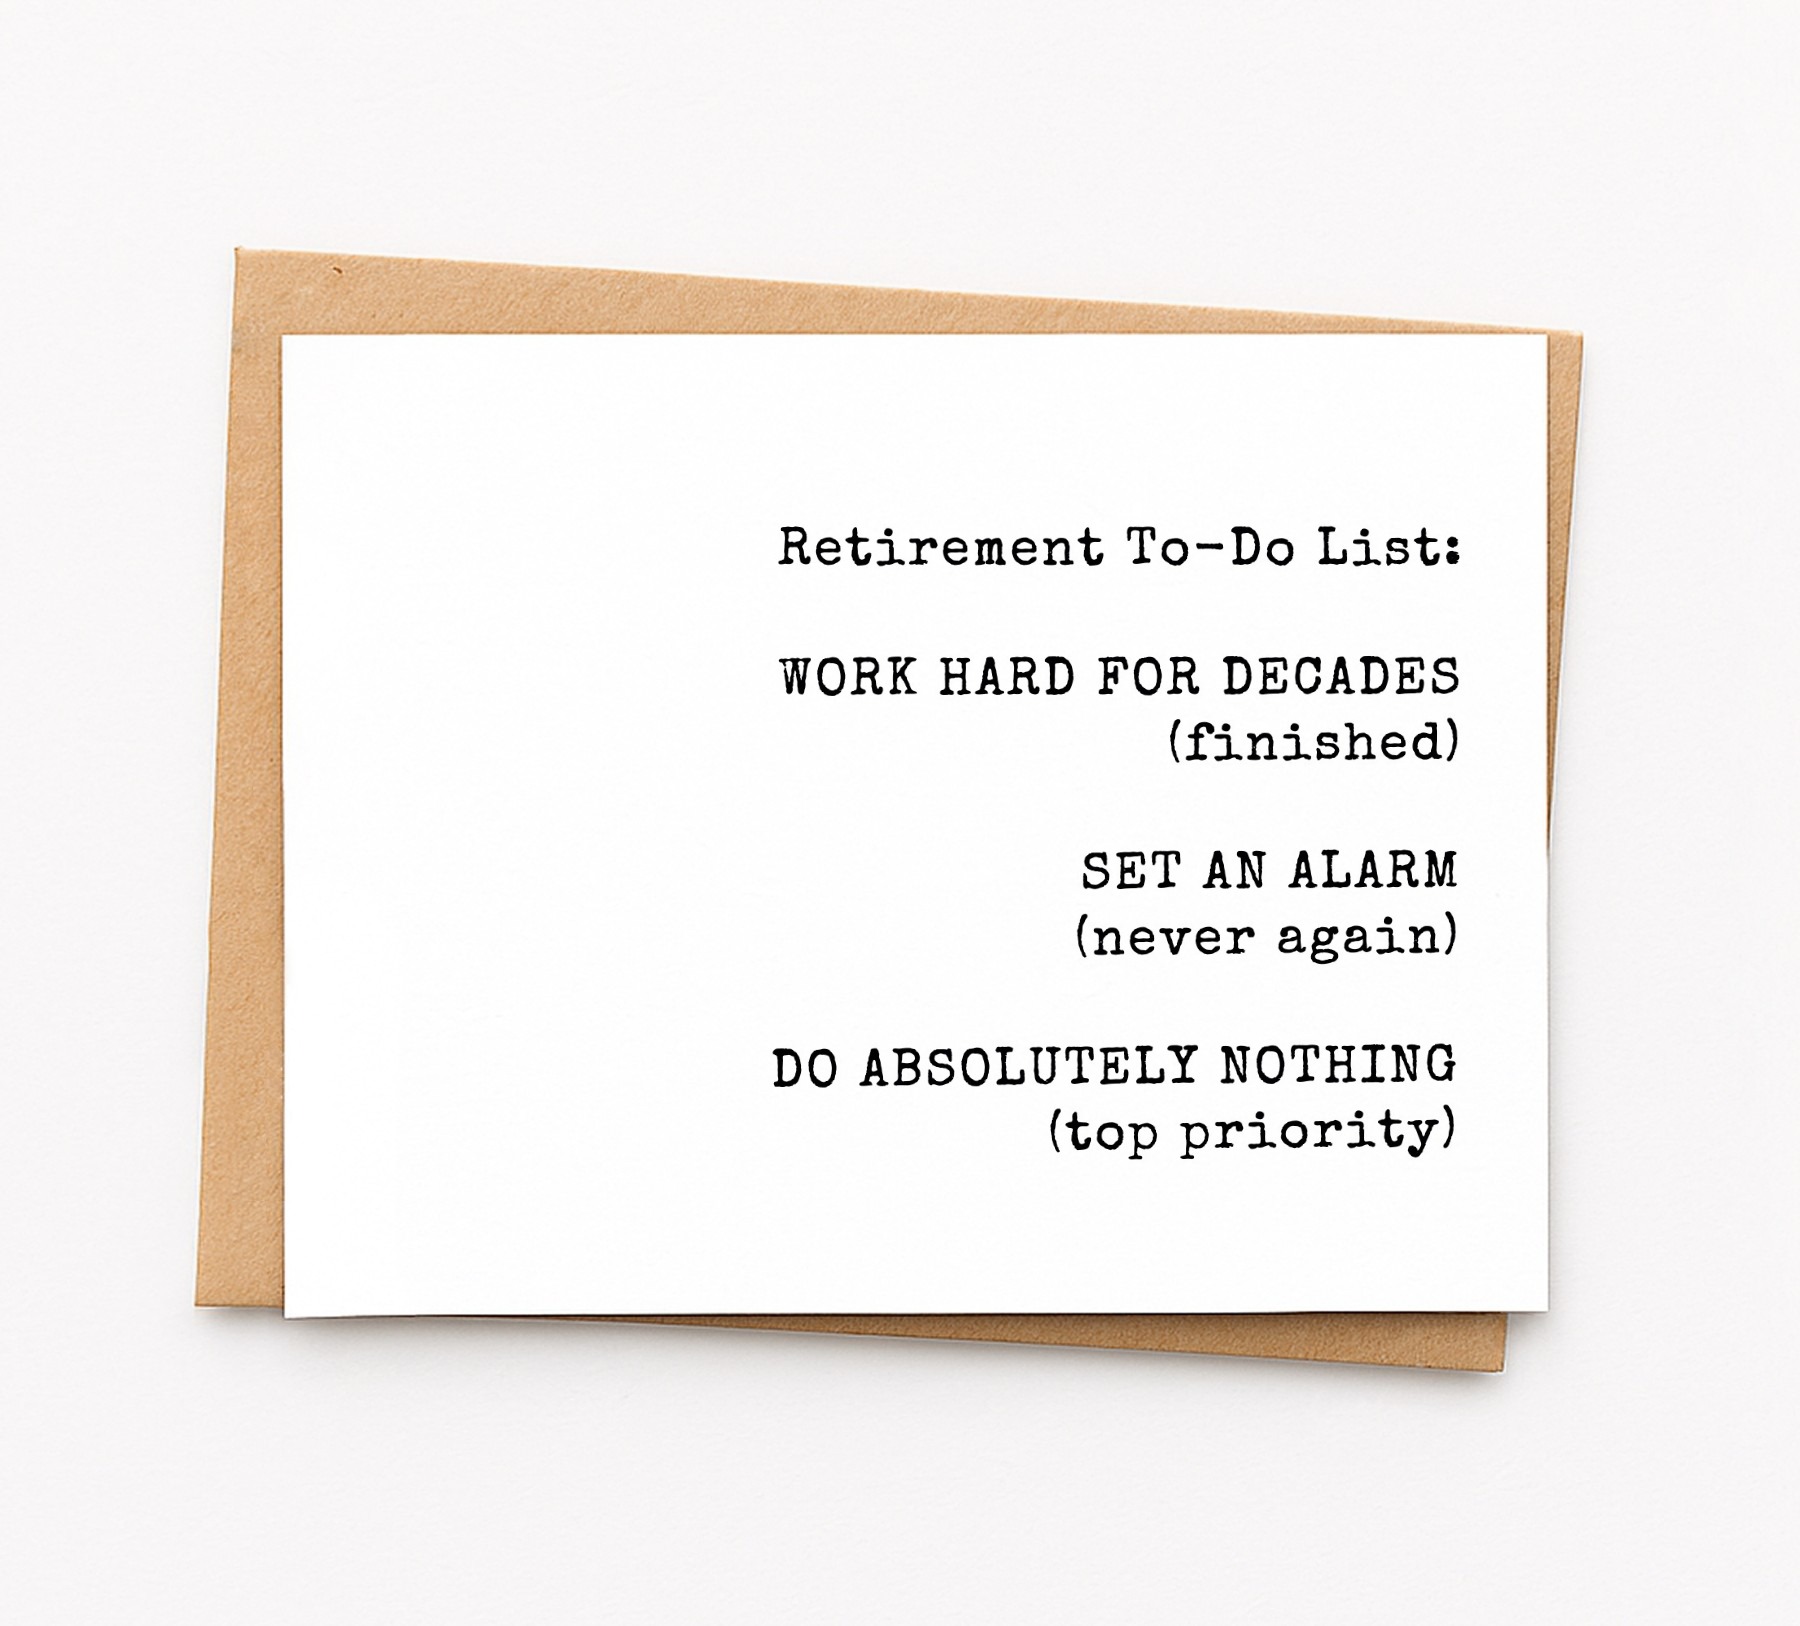 Retirement To-Do List:
WORK HARD FOR DECADES
(finished)
SET AN ALARM
(never again)
DO ABSOLUTELY NOTHING
(top priority)